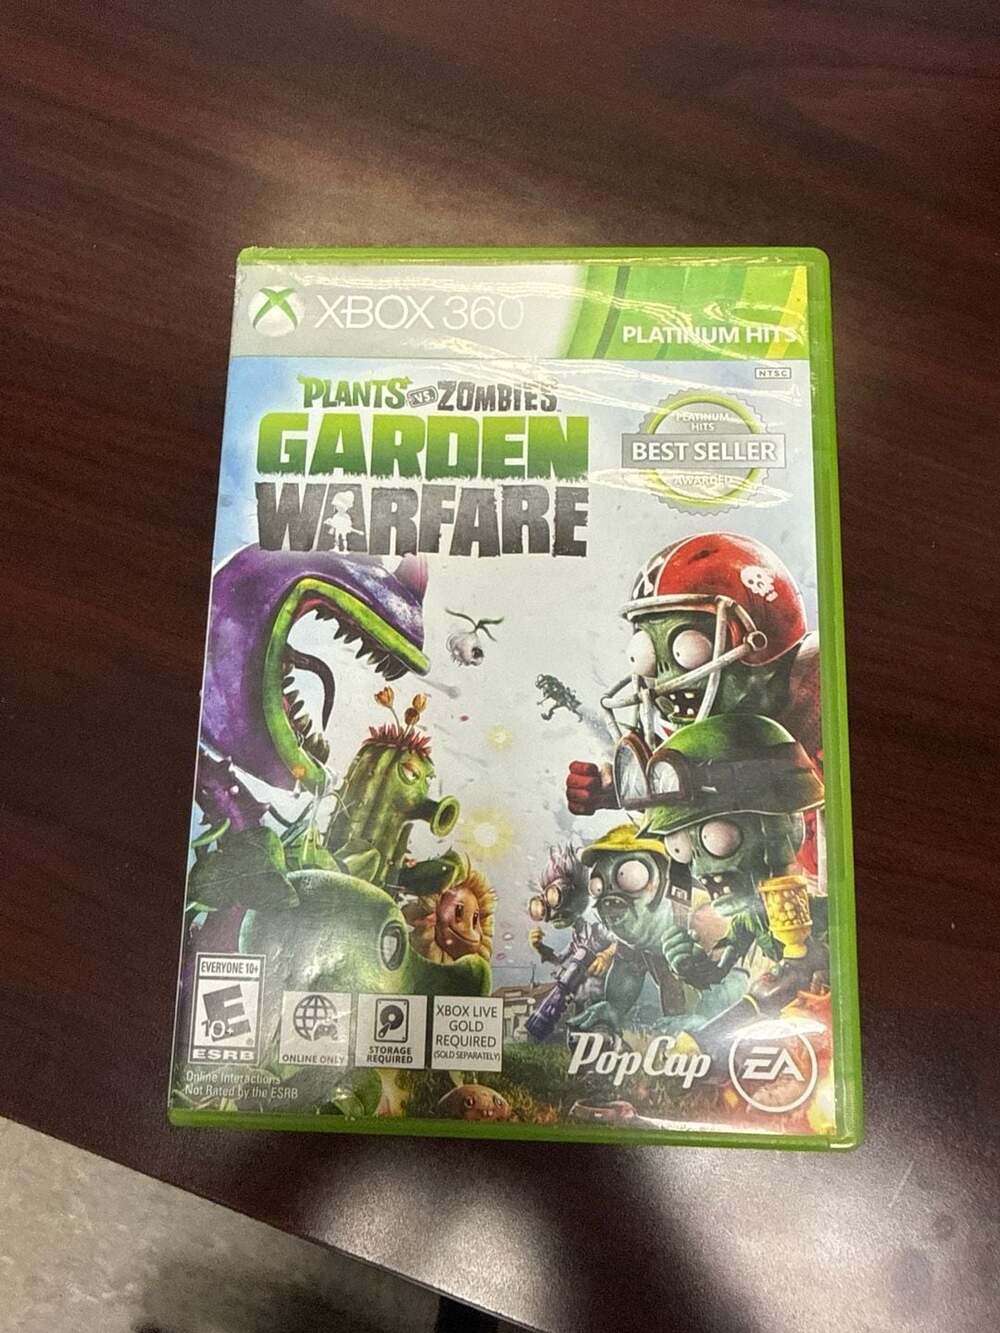 XBOX 360
PLATINUM HITS
NTSC
PLANTS VS. ZOMBIES
GARDEN
WARFARE
PLATINUM
HITS
BEST SELLER
AWARDED
EVERYONE 10+
E
10+
ESRB
Online Interactions
Not Rated by the ESRB
ONLINE ONLY
STORAGE
REQUIRED
XBOX LIVE
GOLD
REQUIRED
(SOLD SEPARATELY)
PopCap
EA